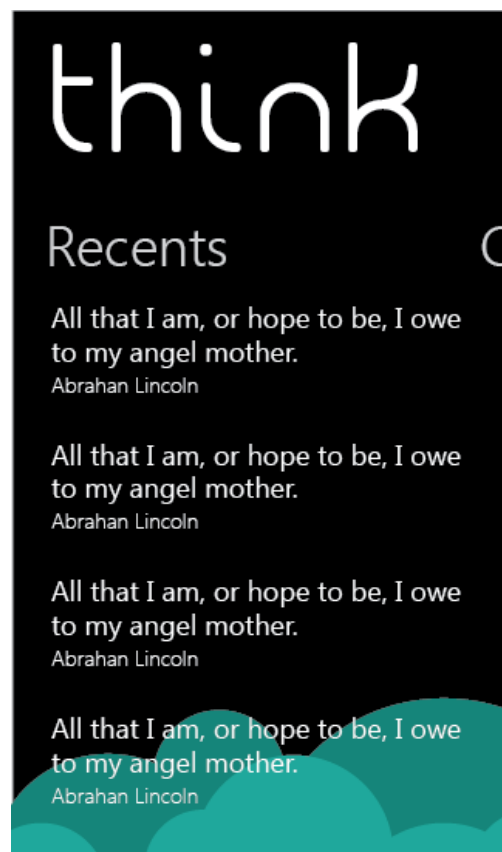 think
Recents
All that I am, or hope to be, I owe
to my angel mother.
Abrahan Lincoln
All that I am, or hope to be, I owe
to my angel mother.
Abrahan Lincoln
All that I am, or hope to be, I owe
to my angel mother.
Abrahan Lincoln
All that I am, or hope to be, I owe
to my angel mother.
Abrahan Lincoln